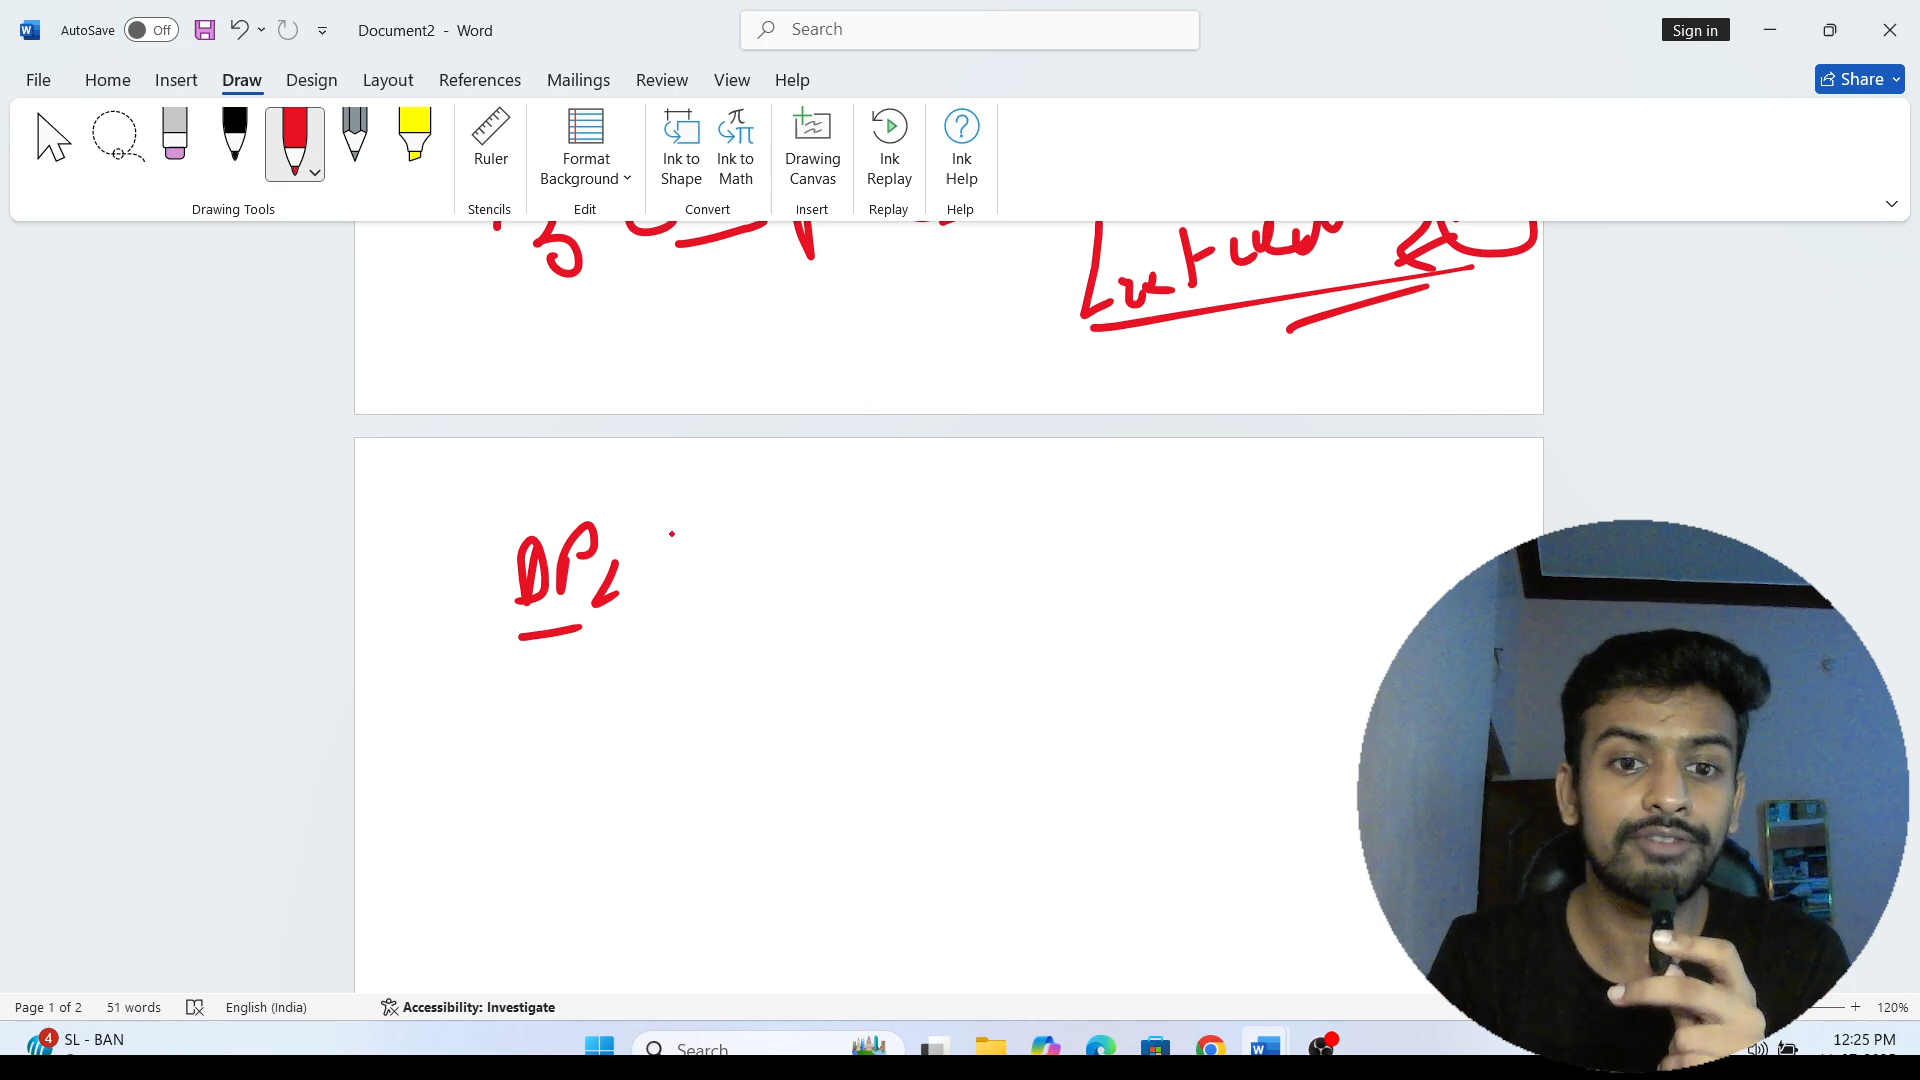 AutoSave Off Document2 - Word Search Sign in
File Home Insert Draw Design Layout References Mailings Review View Help Share
Ruler
Format Background
Ink to Shape
Ink to Math
Drawing Canvas
Ink Replay
Ink Help
Drawing Tools Stencils Edit Convert Insert Replay Help
DP
Page 1 of 2 51 words English (India) Accessibility: Investigate 120%
4 SL - BAN Search 12:25 PM